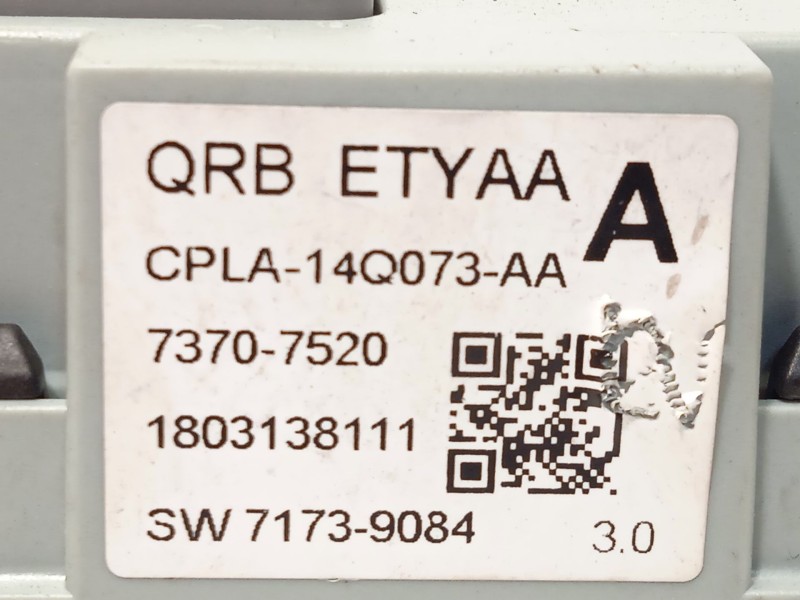 QRB ETYAA
A
CPLA-14Q073-AA
7370-7520
1803138111
SW 7173-9084
3.0